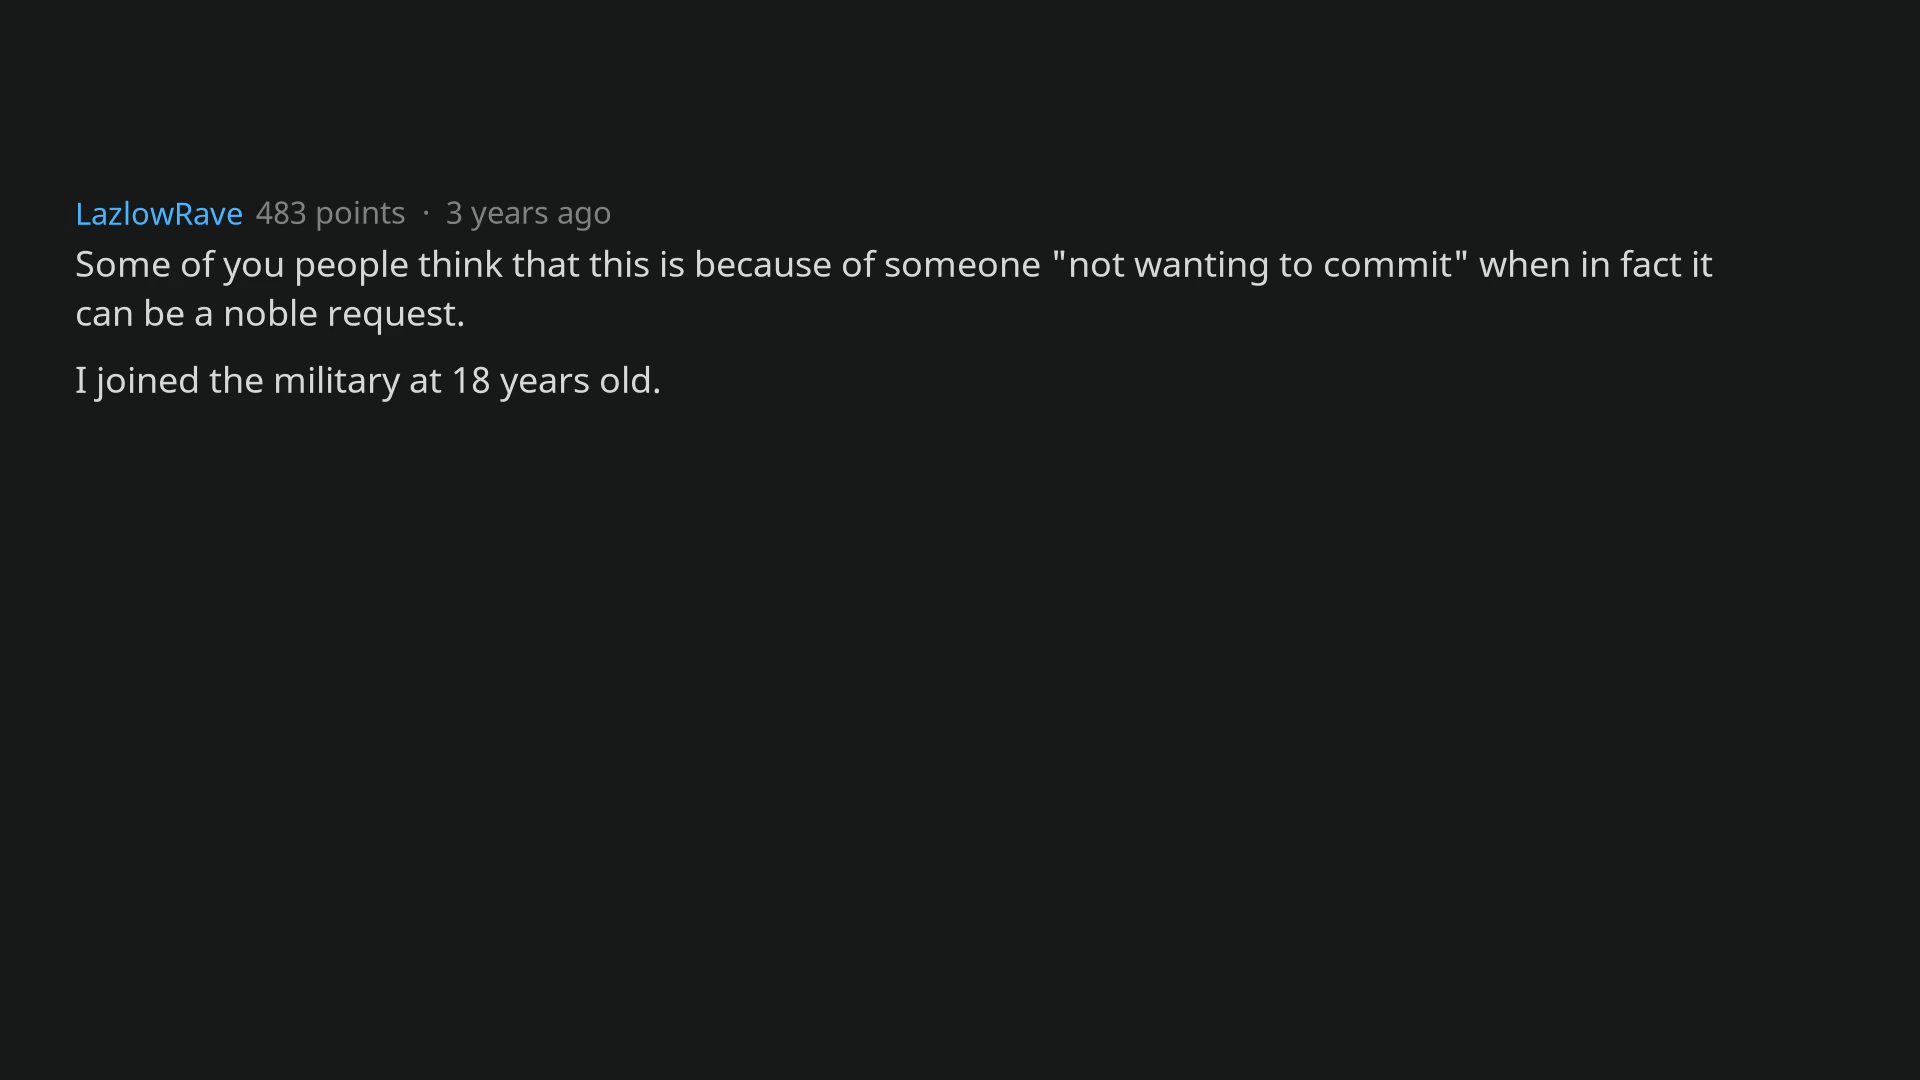 LazlowRave 483 points · 3 years ago
Some of you people think that this is because of someone "not wanting to commit" when in fact it
can be a noble request.
I joined the military at 18 years old.